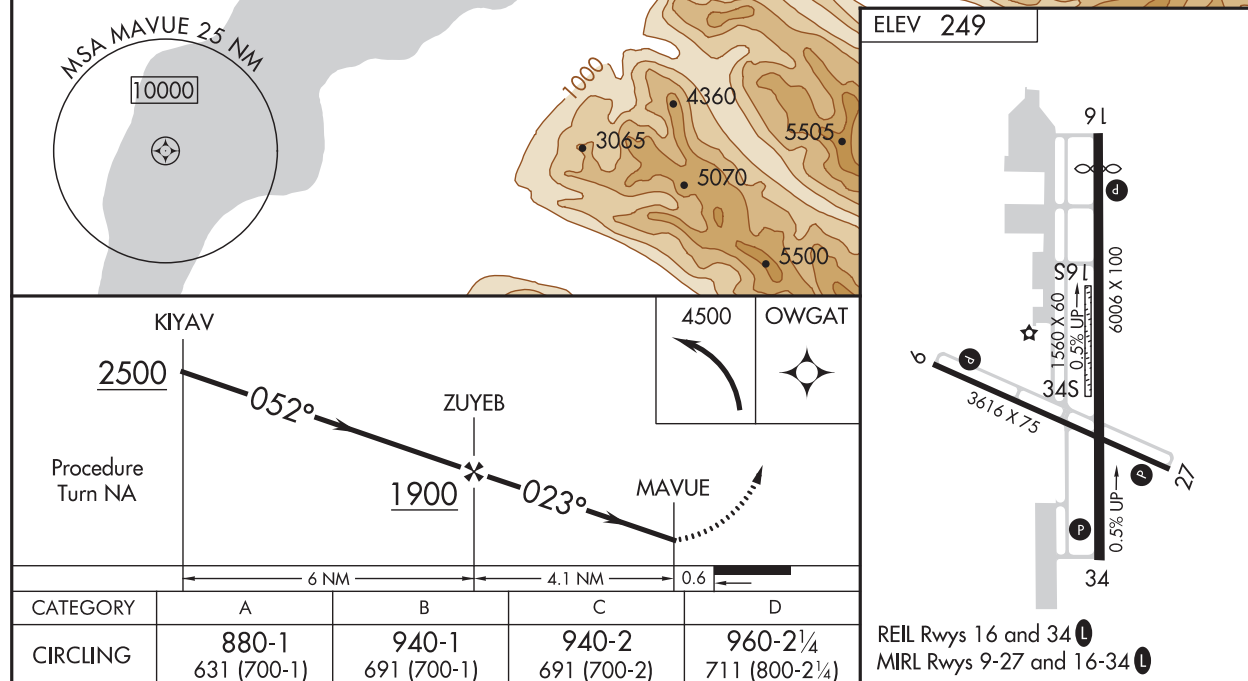 MSA MAVUE 25 NM
10000
1000
4360
3065
5505
5070
5500
KIYAV
2500
052°
ZUYEB
1900
023°
MAVUE
Procedure
Turn NA
4500
OWGAT
6 NM
4.1 NM
0.6
CATEGORY A B C D
CIRCLING 880-1 940-1 940-2 960-2¼
631 (700-1) 691 (700-1) 691 (700-2) 711 (800-2¼)
ELEV 249
16
P
16S
1560 X 60
0.5% UP
34S
6006 X 100
9
P
3616 X 75
P
27
P
0.5% UP
34
REIL Rwys 16 and 34 L
MIRL Rwys 9-27 and 16-34 L